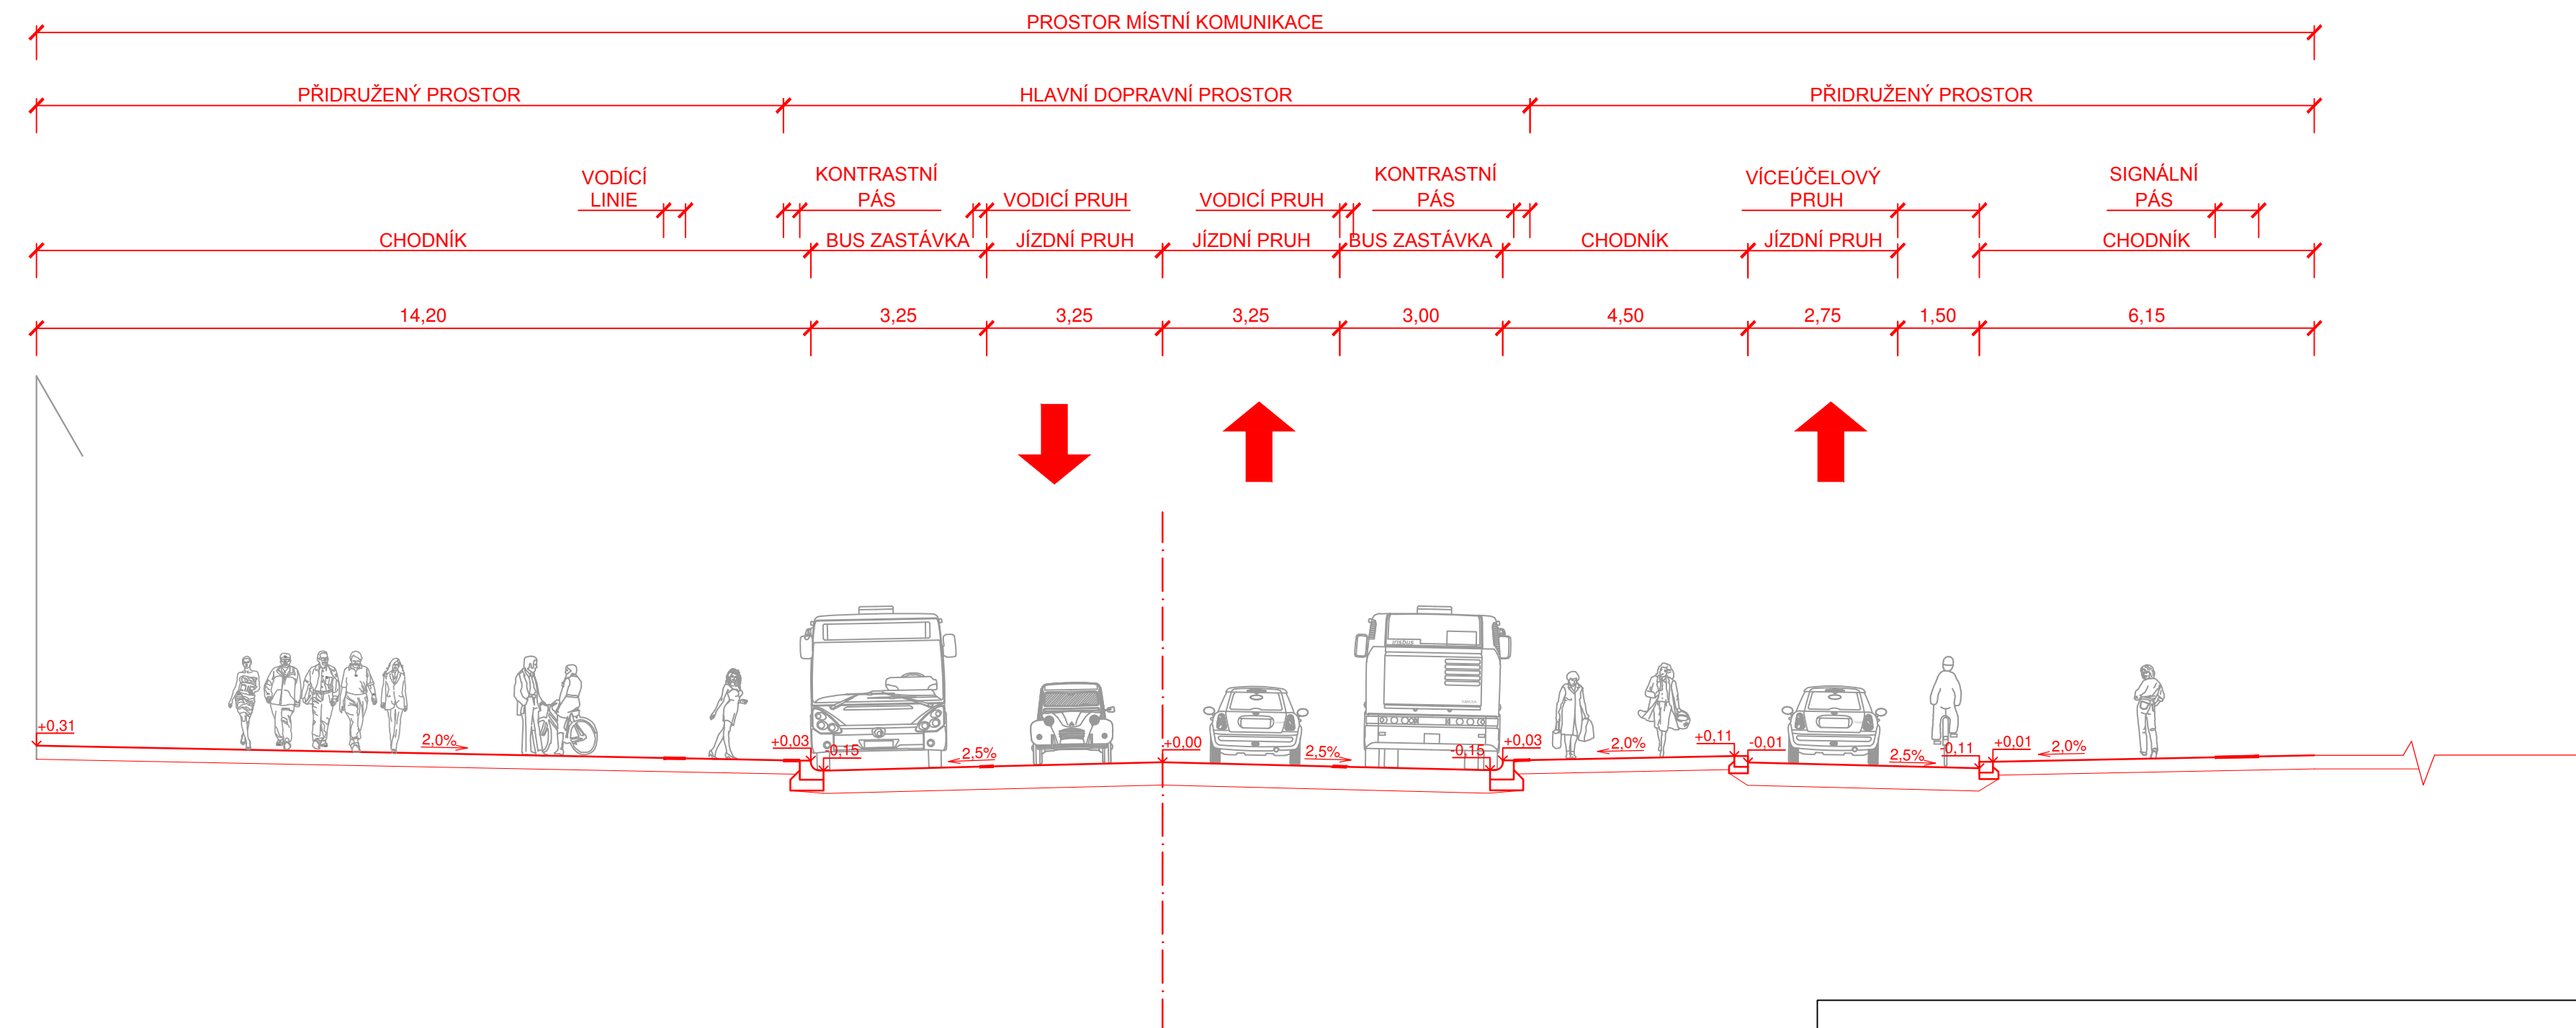 PROSTOR MÍSTNÍ KOMUNIKACE
PŘIDRUŽENÝ PROSTOR
HLAVNÍ DOPRAVNÍ PROSTOR
PŘIDRUŽENÝ PROSTOR
VODÍCÍ
LINIE
KONTRASTNÍ
PÁS
VODICÍ PRUH
VODICÍ PRUH
KONTRASTNÍ
PÁS
VÍCEÚČELOVÝ
PRUH
SIGNÁLNÍ
PÁS
CHODNÍK
BUS ZASTÁVKA
JÍZDNÍ PRUH
JÍZDNÍ PRUH
BUS ZASTÁVKA
CHODNÍK
JÍZDNÍ PRUH
CHODNÍK
14,20
3,25
3,25
3,25
3,00
4,50
2,75
1,50
6,15
+0,31
2,0%
+0,03
-0,15
2,5%
+0,00
2,5%
-0,15
+0,03
2,0%
+0,11
-0,01
2,5%
-0,11
+0,01
2,0%